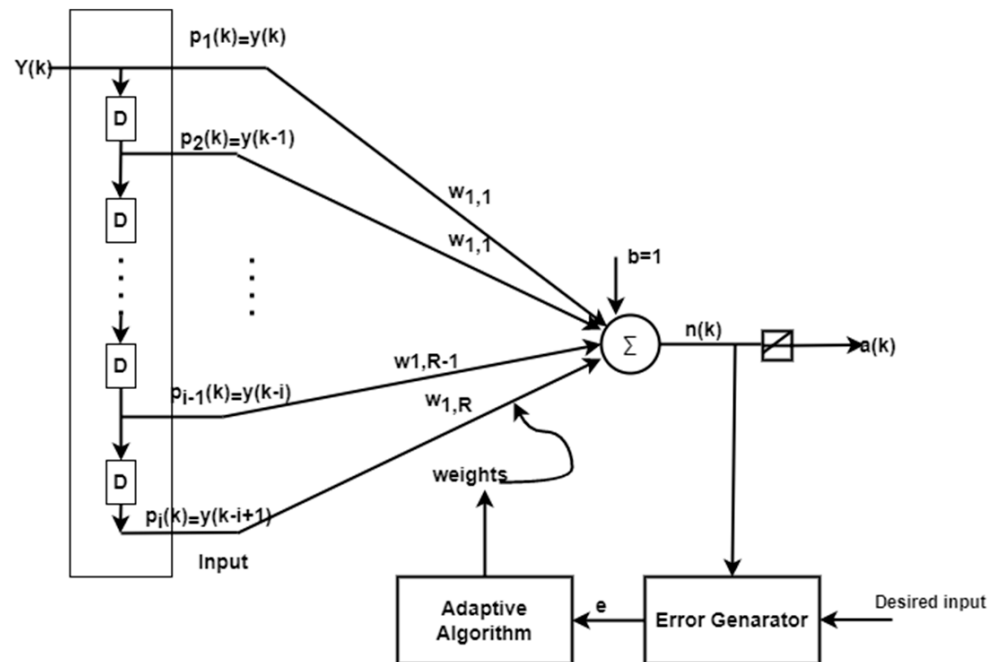 p1(k)=y(k)
Y(k)
D
p2(k)=y(k-1)
D
w1,1
w1,1
b=1
Σ
n(k)
a(k)
D
pi-1(k)=y(k-i)
w1,R-1
w1,R
D
pi(k)=y(k-i+1)
Input
weights
Adaptive
Algorithm
e
Error Genarator
Desired input